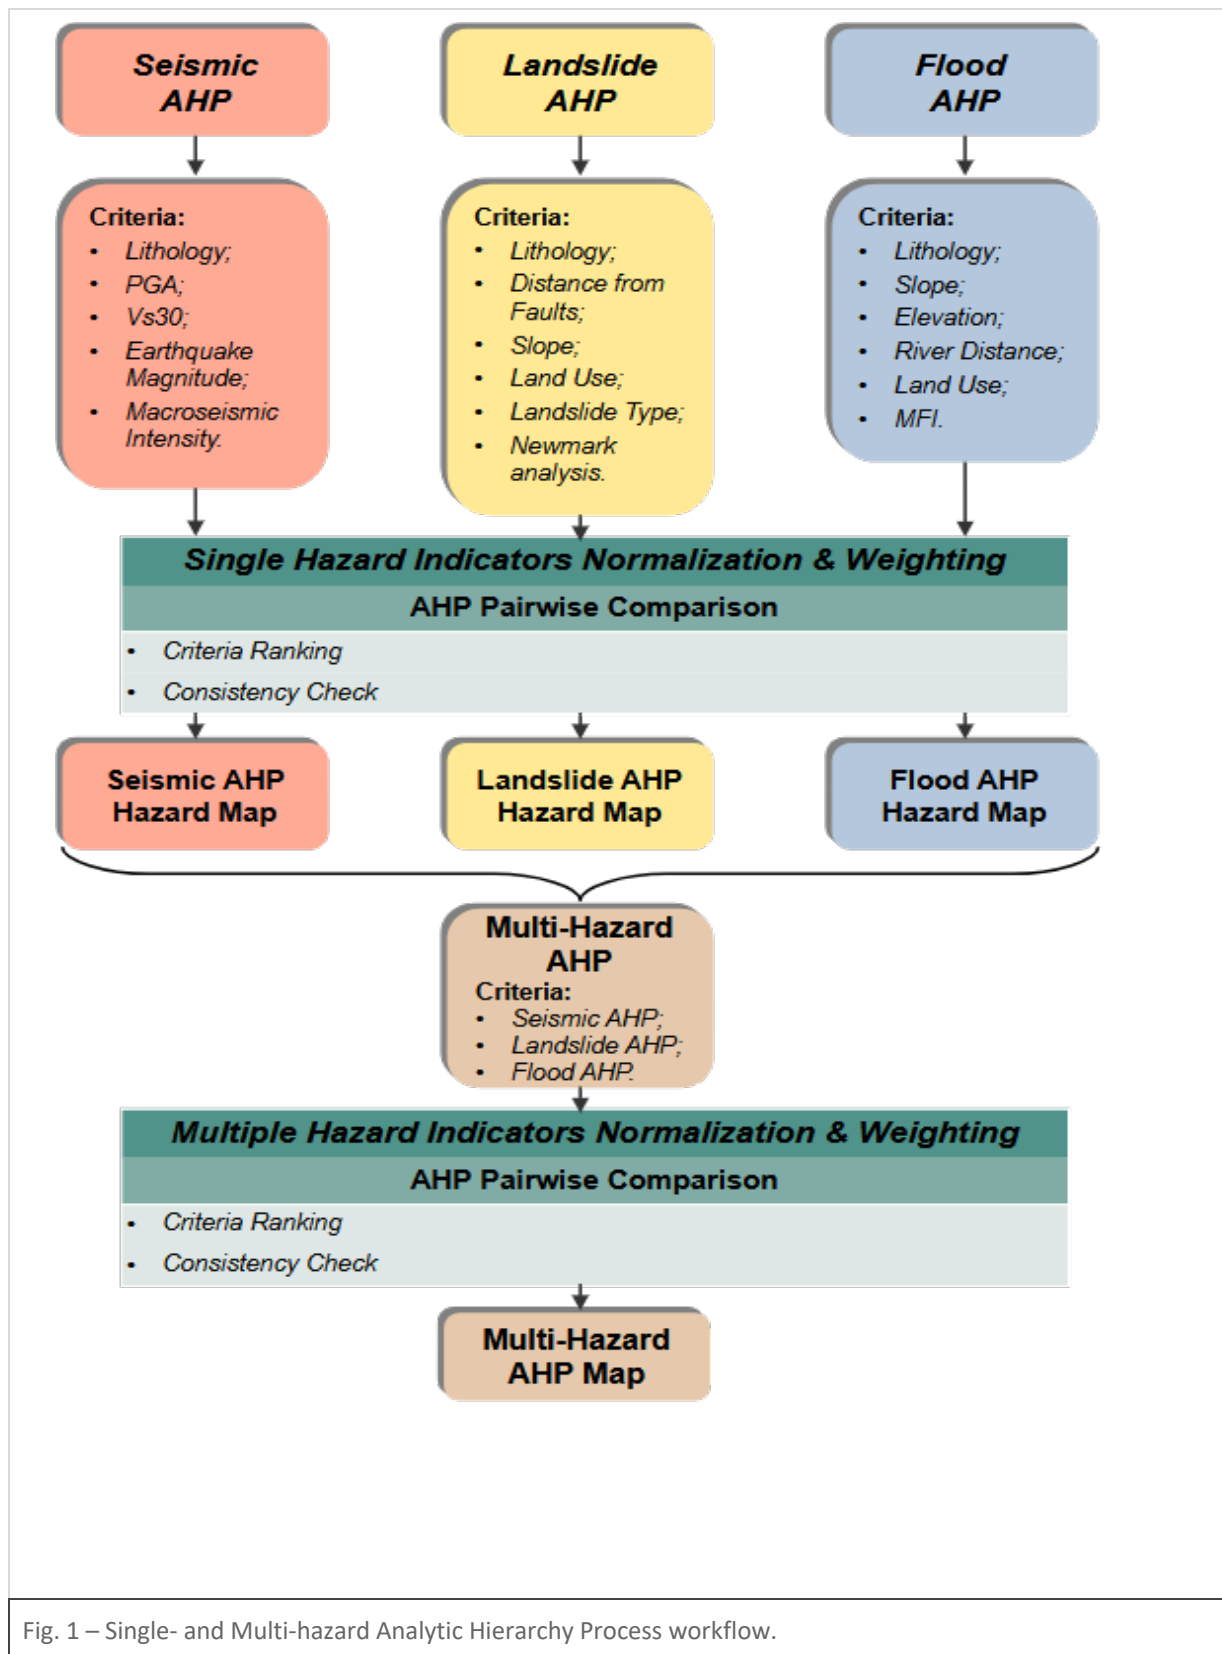 Seismic
AHP
Landslide
AHP
Flood
AHP
Criteria:
• Lithology;
• PGA;
• Vs30;
• Earthquake
Magnitude;
• Macroseismic
Intensity.
Criteria:
• Lithology;
• Distance from
Faults;
• Slope;
• Land Use;
• Landslide Type;
• Newmark
analysis.
Criteria:
• Lithology;
• Slope;
• Elevation;
• River Distance;
• Land Use;
• MFI.
Single Hazard Indicators Normalization & Weighting
AHP Pairwise Comparison
• Criteria Ranking
• Consistency Check
Seismic AHP
Hazard Map
Landslide AHP
Hazard Map
Flood AHP
Hazard Map
Multi-Hazard
AHP
Criteria:
• Seismic AHP;
• Landslide AHP;
• Flood AHP.
Multiple Hazard Indicators Normalization & Weighting
AHP Pairwise Comparison
• Criteria Ranking
• Consistency Check
Multi-Hazard
AHP Map
Fig. 1 – Single- and Multi-hazard Analytic Hierarchy Process workflow.